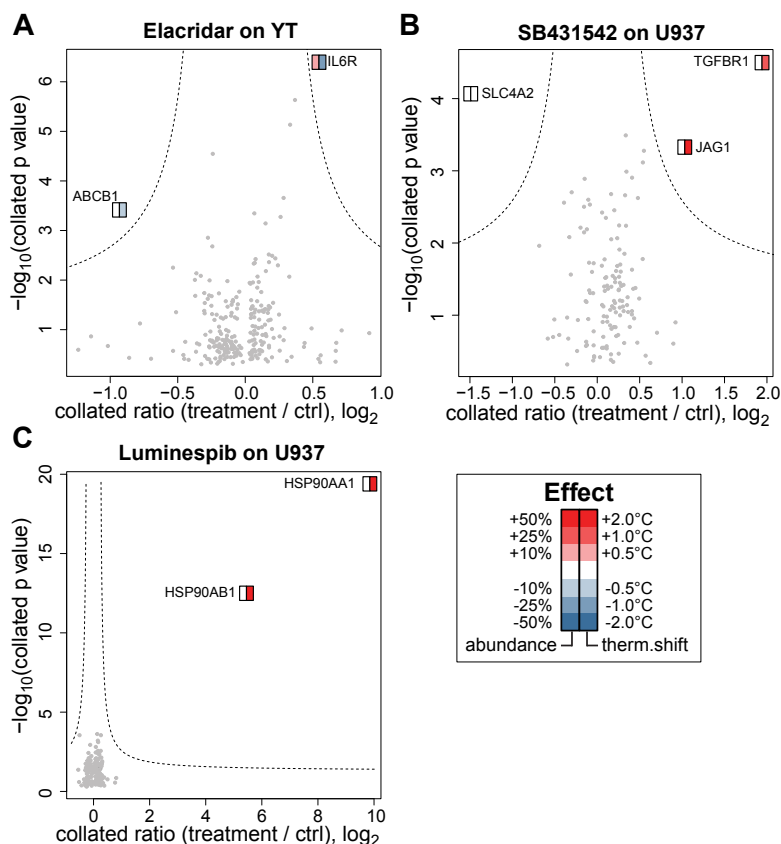 A
Elacridar on YT
−log10(collated p value)
6
5
4
3
2
1
IL6R
ABCB1
−1.0
−0.5
0.0
0.5
1.0
collated ratio (treatment / ctrl), log2
B
SB431542 on U937
−log10(collated p value)
4
3
2
1
TGFBR1
SLC4A2
JAG1
−1.5
−1.0
−0.5
0.0
0.5
1.0
1.5
2.0
collated ratio (treatment / ctrl), log2
C
Luminespib on U937
−log10(collated p value)
20
15
10
5
0
HSP90AA1
HSP90AB1
0
2
4
6
8
10
collated ratio (treatment / ctrl), log2
Effect
+50% +2.0°C
+25% +1.0°C
+10% +0.5°C
-10% -0.5°C
-25% -1.0°C
-50% -2.0°C
abundance therm.shift